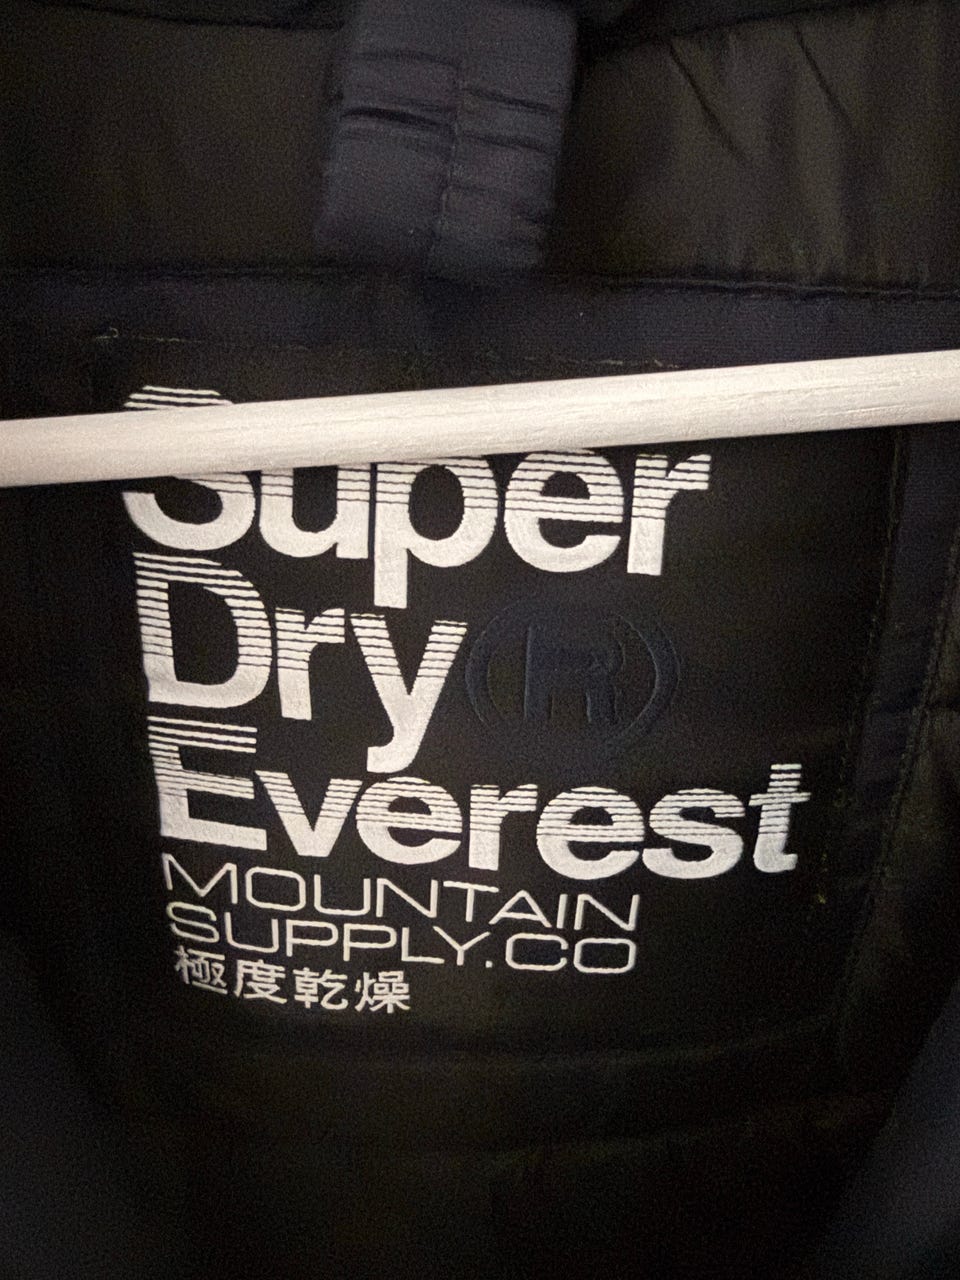 Super
Dry®
Everest
MOUNTAIN
SUPPLY.CO
極度乾燥